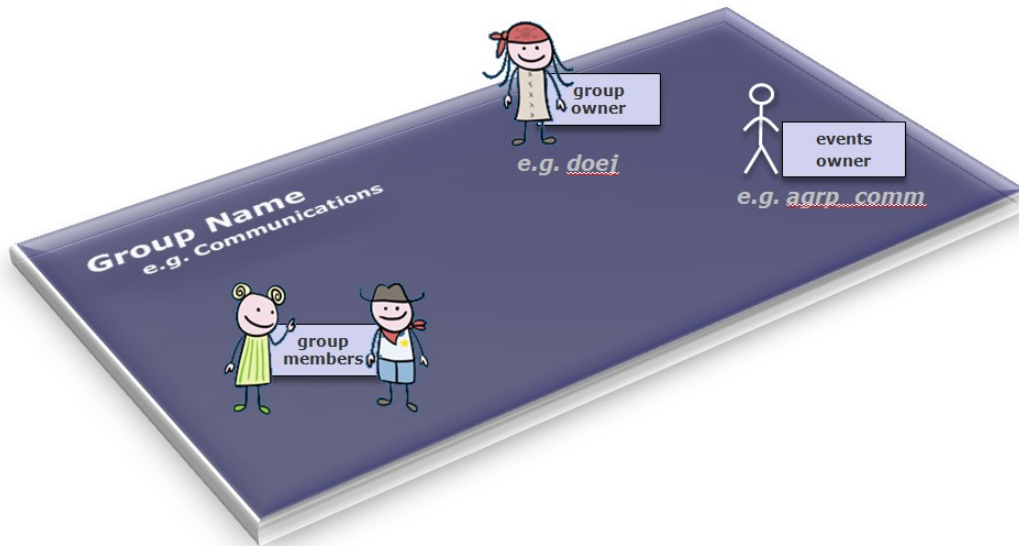 group
owner
e.g. doej
events
owner
e.g. agrp_comm
Group Name
e.g. Communications
group
members